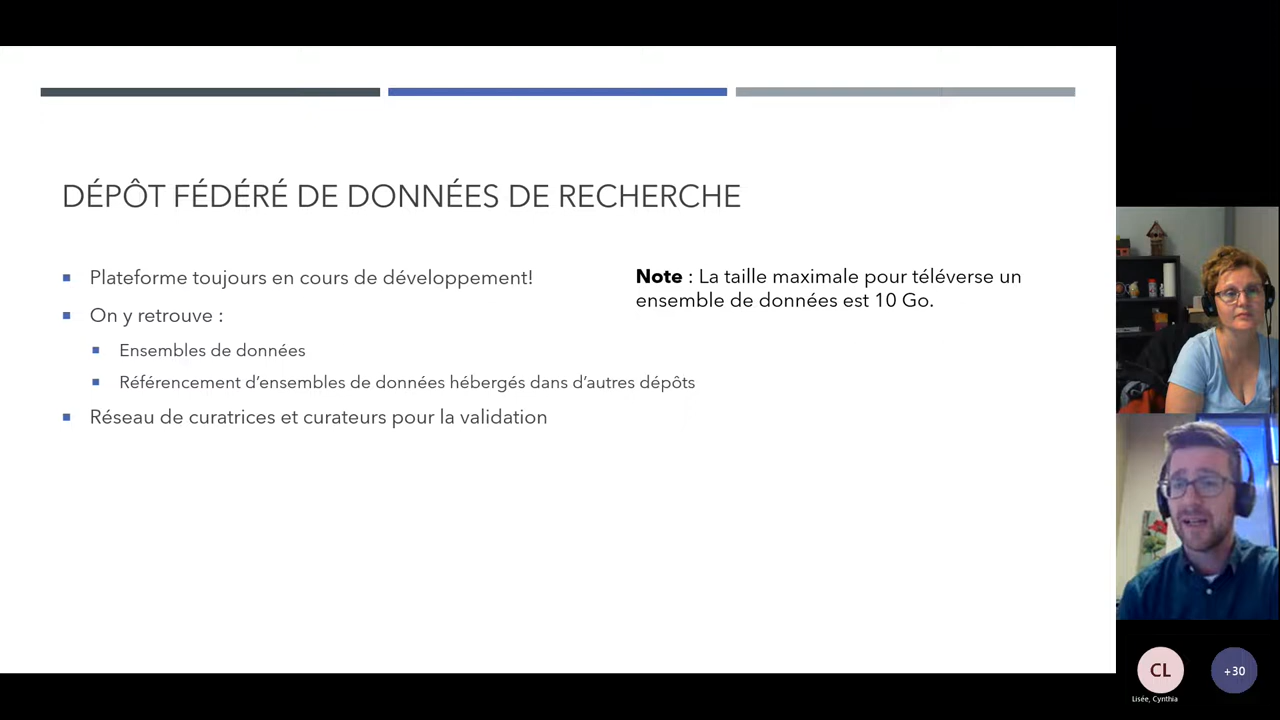 DÉPÔT FÉDÉRÉ DE DONNÉES DE RECHERCHE
Plateforme toujours en cours de développement!
On y retrouve :
Ensembles de données
Référencement d’ensembles de données hébergés dans d’autres dépôts
Réseau de curatrices et curateurs pour la validation
Note : La taille maximale pour téléverse un
ensemble de données est 10 Go.
CL
+30
Lisée, Cynthia